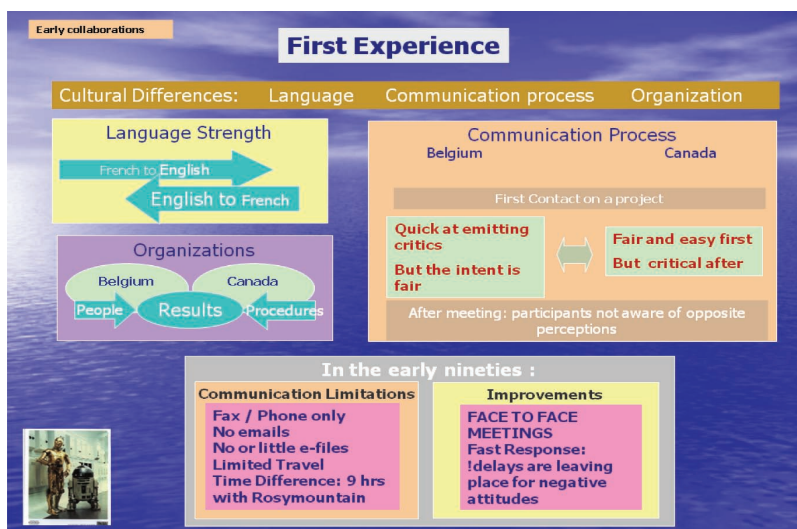 Early collaborations
First Experience
Cultural Differences: Language Communication process Organization
Language Strength
French to English
English to French
Organizations
Belgium Canada
People Results Procedures
Communication Process
Belgium Canada
First Contact on a project
Quick at emitting
critics
But the intent is
fair
Fair and easy first
But critical after
After meeting: participants not aware of opposite
perceptions
In the early nineties :
Communication Limitations
Fax / Phone only
No emails
No or little e-files
Limited Travel
Time Difference: 9 hrs
with Rosymountain
Improvements
FACE TO FACE
MEETINGS
Fast Response:
!delays are leaving
place for negative
attitudes